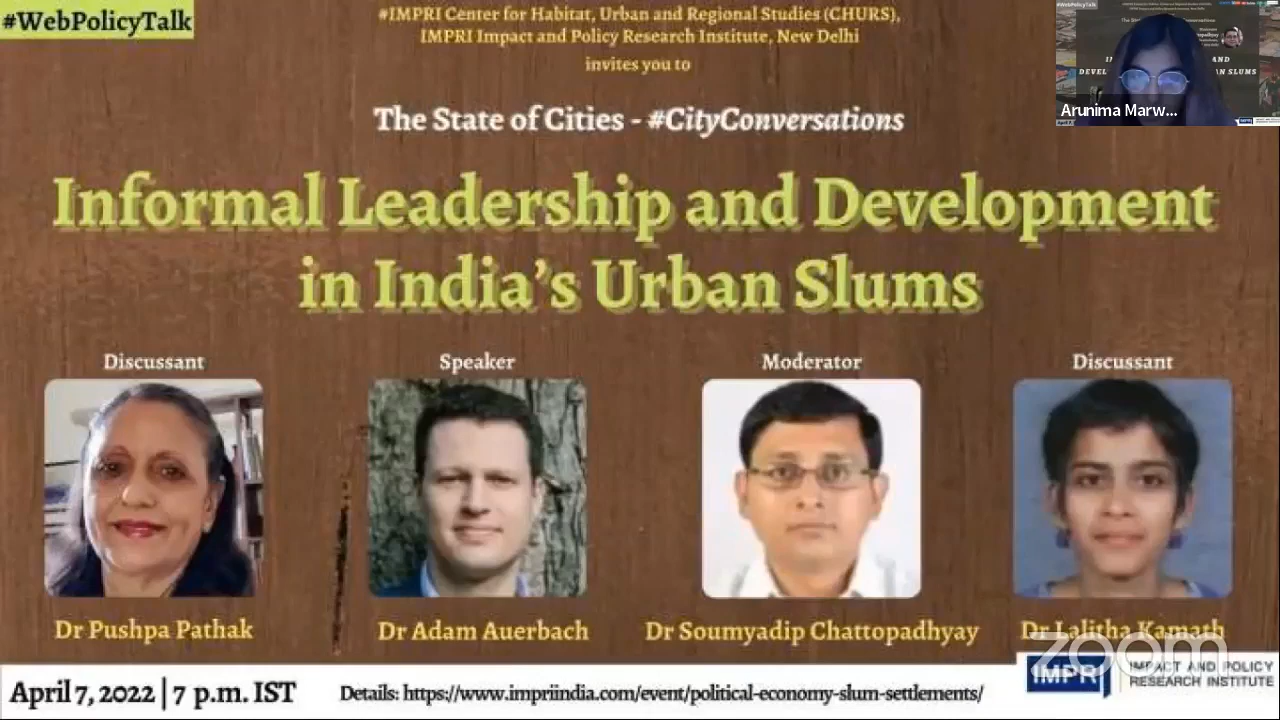 #WebPolicyTalk
#IMPRI Center for Habitat, Urban and Regional Studies (CHURS),
IMPRI Impact and Policy Research Institute, New Delhi
invites you to
The State of Cities - #CityConversations
Arunima Marw...
Informal Leadership and Development
in India's Urban Slums
Discussant
Speaker
Moderator
Discussant
Dr Pushpa Pathak
Dr Adam Auerbach
Dr Soumyadip Chattopadhyay
Dr Lalitha Kamath
zoom
April 7, 2022 | 7 p.m. IST
Details: https://www.impriindia.com/event/political-economy-slum-settlements/
IMPRI
IMPACT AND POLICY
RESEARCH INSTITUTE